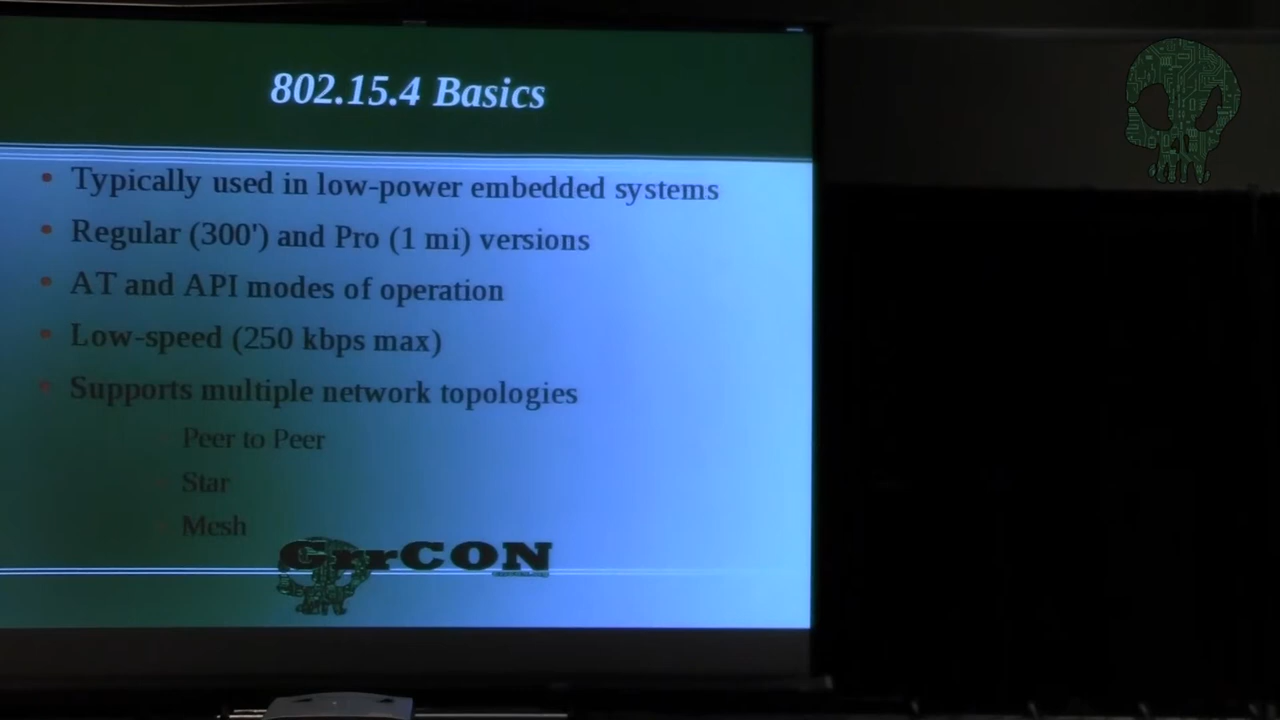 802.15.4 Basics
Typically used in low-power embedded systems
Regular (300') and Pro (1 mi) versions
AT and API modes of operation
Low-speed (250 kbps max)
Supports multiple network topologies
Peer to Peer
Star
Mesh
GrrCON